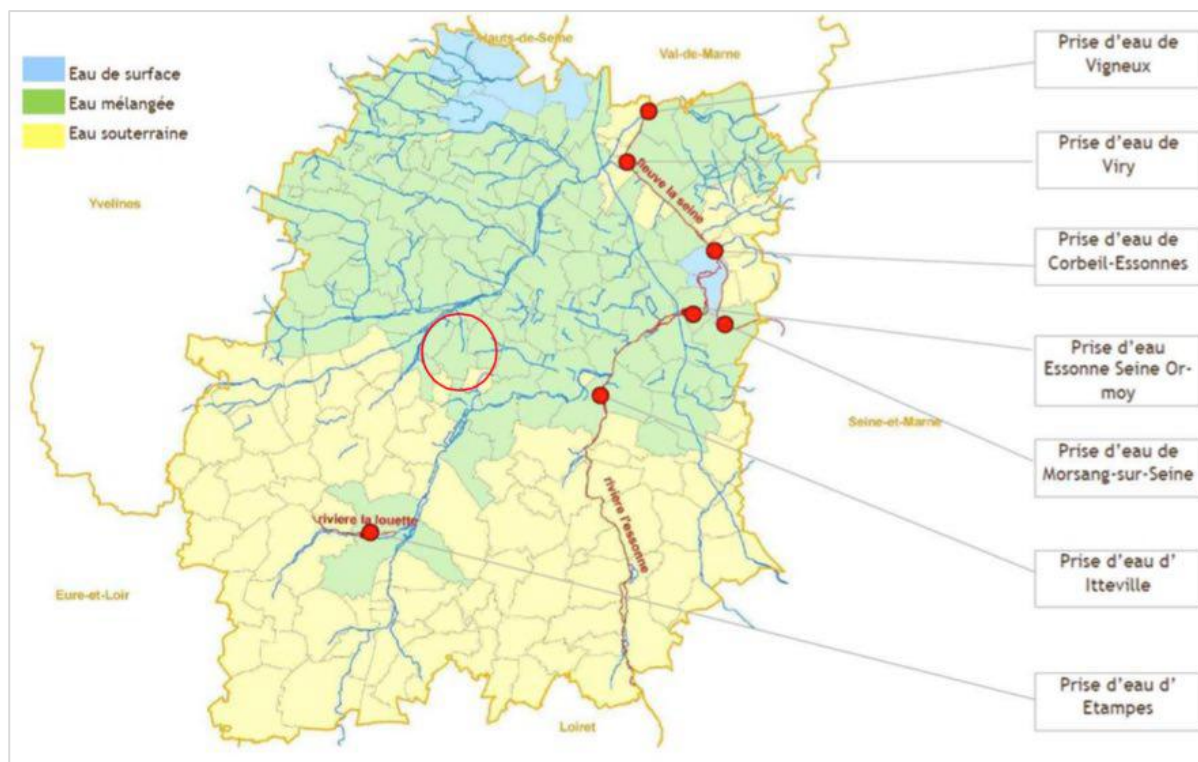 Hauts-de-Seine
Val-de-Marne
Eau de surface
Eau mélangée
Eau souterraine
Yvelines
fleuve la seine
Seine-et-Marne
riviere la louette
riviere l'essonne
Eure-et-Loir
Loiret
Prise d'eau de
Vigneux
Prise d'eau de
Viry
Prise d'eau de
Corbeil-Essonnes
Prise d'eau
Essonne Seine Or-
moy
Prise d'eau de
Morsang-sur-Seine
Prise d'eau d'
Itteville
Prise d'eau d'
Etampes